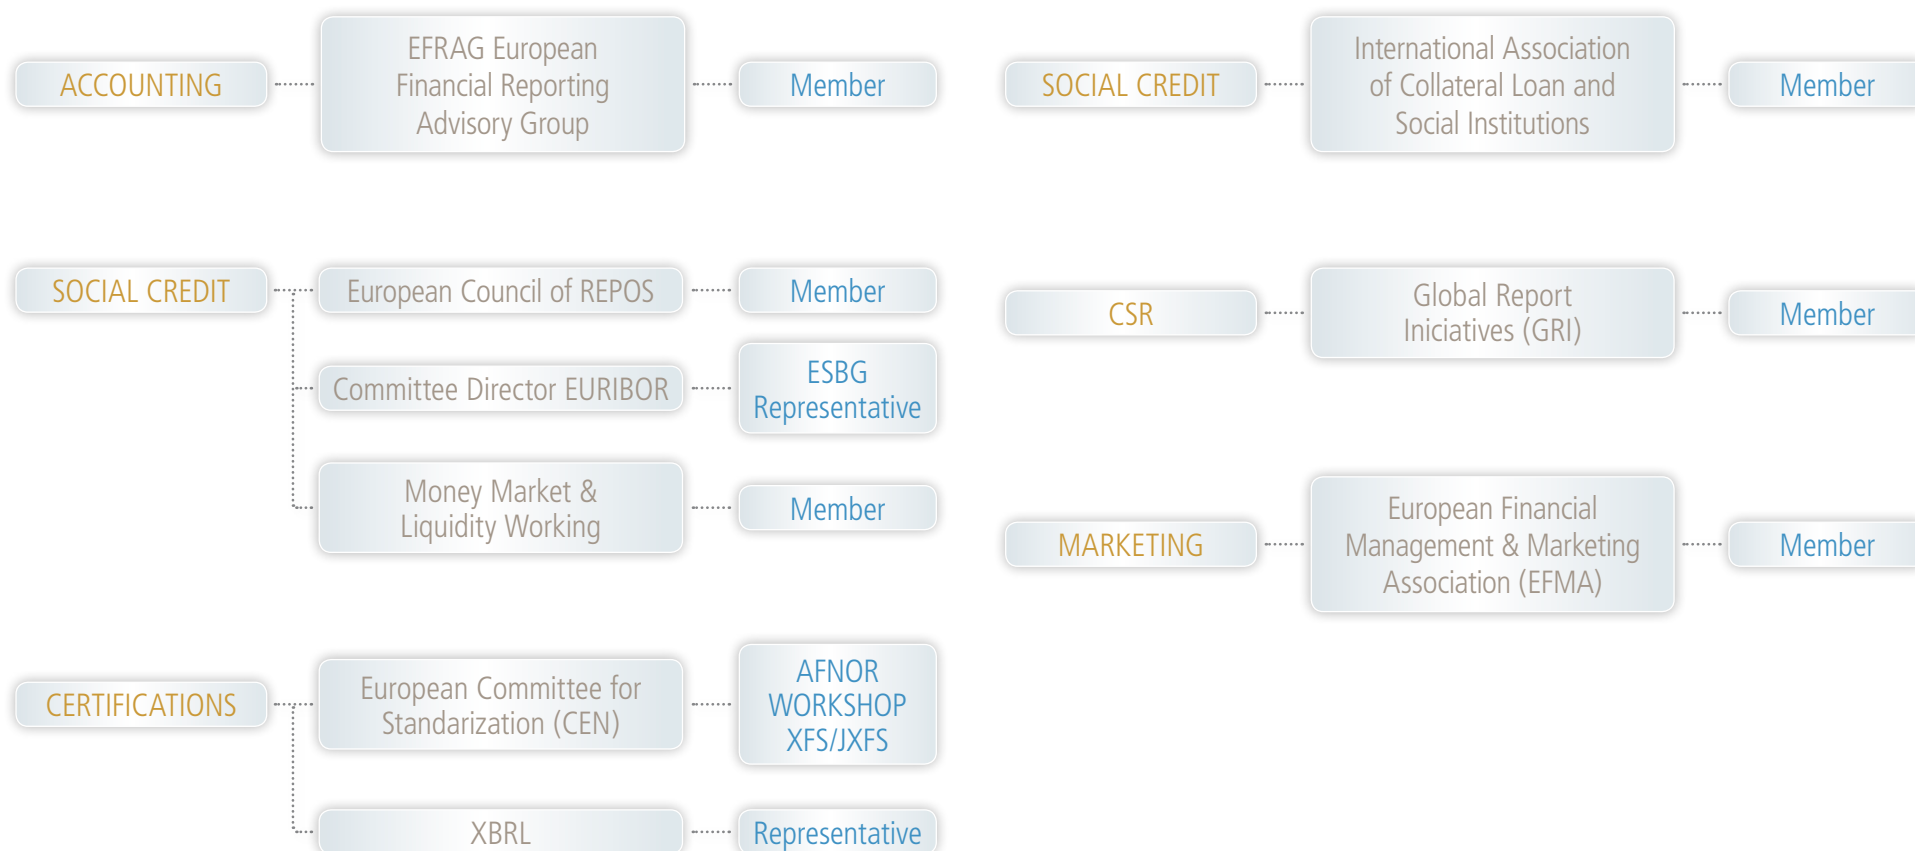 ACCOUNTING
EFRAG European
Financial Reporting
Advisory Group
Member
SOCIAL CREDIT
European Council of REPOS
Member
Committee Director EURIBOR
ESBG
Representative
Money Market &
Liquidity Working
Member
CERTIFICATIONS
European Committee for
Standarization (CEN)
AFNOR
WORKSHOP
XFS/JXFS
XBRL
Representative
SOCIAL CREDIT
International Association
of Collateral Loan and
Social Institutions
Member
CSR
Global Report
Iniciatives (GRI)
Member
MARKETING
European Financial
Management & Marketing
Association (EFMA)
Member